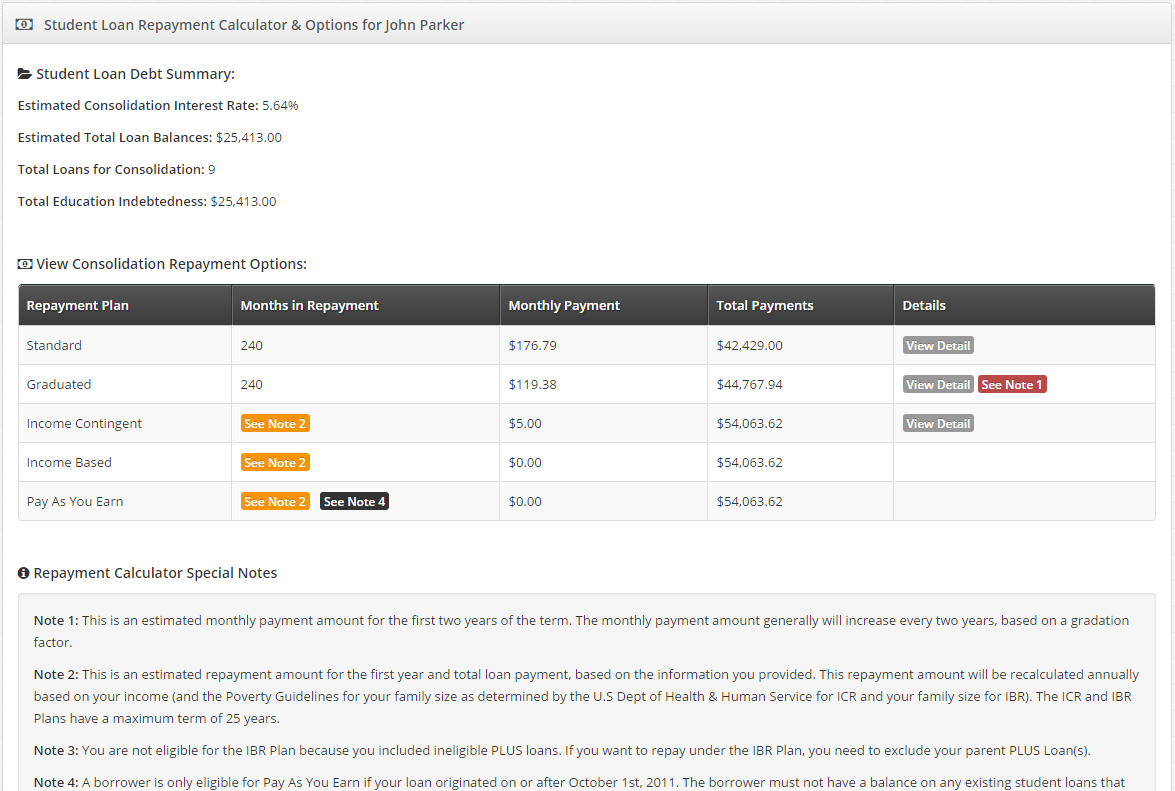 Student Loan Repayment Calculator & Options for John Parker
Student Loan Debt Summary:
Estimated Consolidation Interest Rate: 5.64%
Estimated Total Loan Balances: $25,413.00
Total Loans for Consolidation: 9
Total Education Indebtedness: $25,413.00
View Consolidation Repayment Options:
Repayment Plan Months in Repayment Monthly Payment Total Payments Details
Standard 240 $176.79 $42,429.00 View Detail
Graduated 240 $119.38 $44,767.94 View Detail See Note 1
Income Contingent See Note 2 $5.00 $54,063.62 View Detail
Income Based See Note 2 $0.00 $54,063.62
Pay As You Earn See Note 2 See Note 4 $0.00 $54,063.62
Repayment Calculator Special Notes
Note 1: This is an estimated monthly payment amount for the first two years of the term. The monthly payment amount generally will increase every two years, based on a gradation
factor.
Note 2: This is an estimated repayment amount for the first year and total loan payment, based on the information you provided. This repayment amount will be recalculated annually
based on your income (and the Poverty Guidelines for your family size as determined by the U.S Dept of Health & Human Service for ICR and your family size for IBR). The ICR and IBR
Plans have a maximum term of 25 years.
Note 3: You are not eligible for the IBR Plan because you included ineligible PLUS loans. If you want to repay under the IBR Plan, you need to exclude your parent PLUS Loan(s).
Note 4: A borrower is only eligible for Pay As You Earn if your loan originated on or after October 1st, 2011. The borrower must not have a balance on any existing student loans that